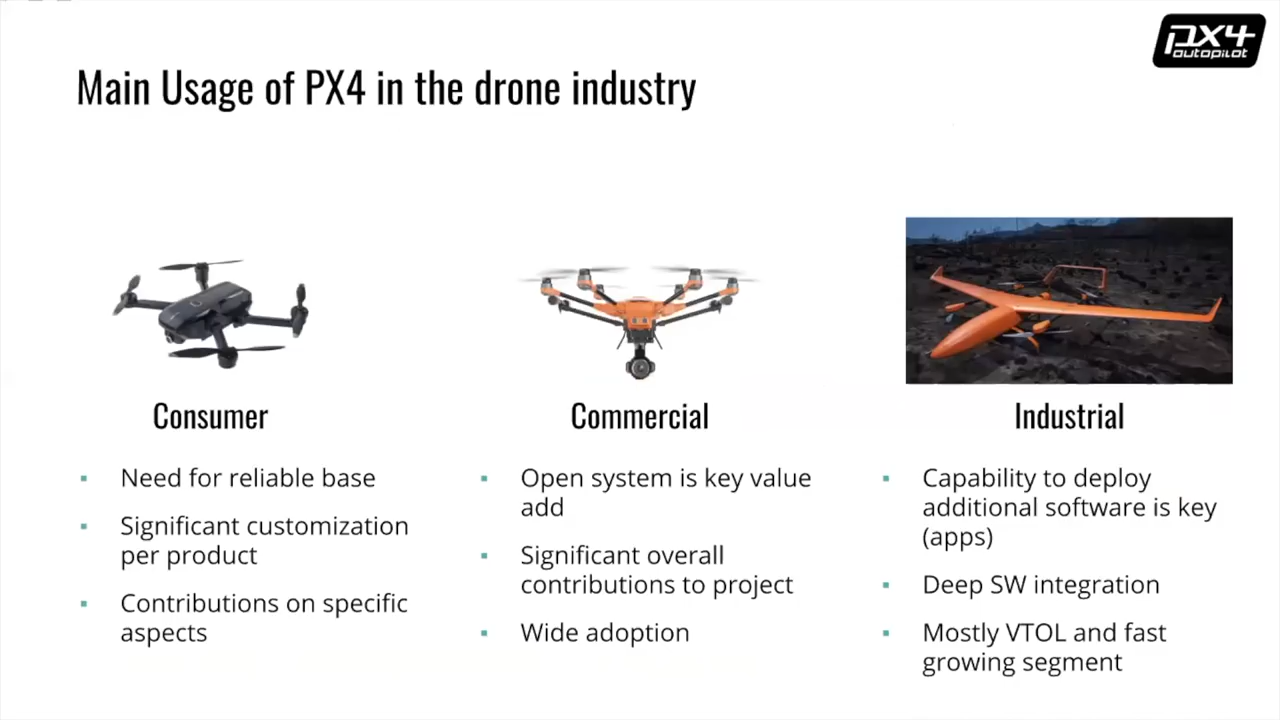 px4
autopilot
Main Usage of PX4 in the drone industry
Consumer
Need for reliable base
Significant customization
per product
Contributions on specific
aspects
Commercial
Open system is key value
add
Significant overall
contributions to project
Wide adoption
Industrial
Capability to deploy
additional software is key
(apps)
Deep SW integration
Mostly VTOL and fast
growing segment